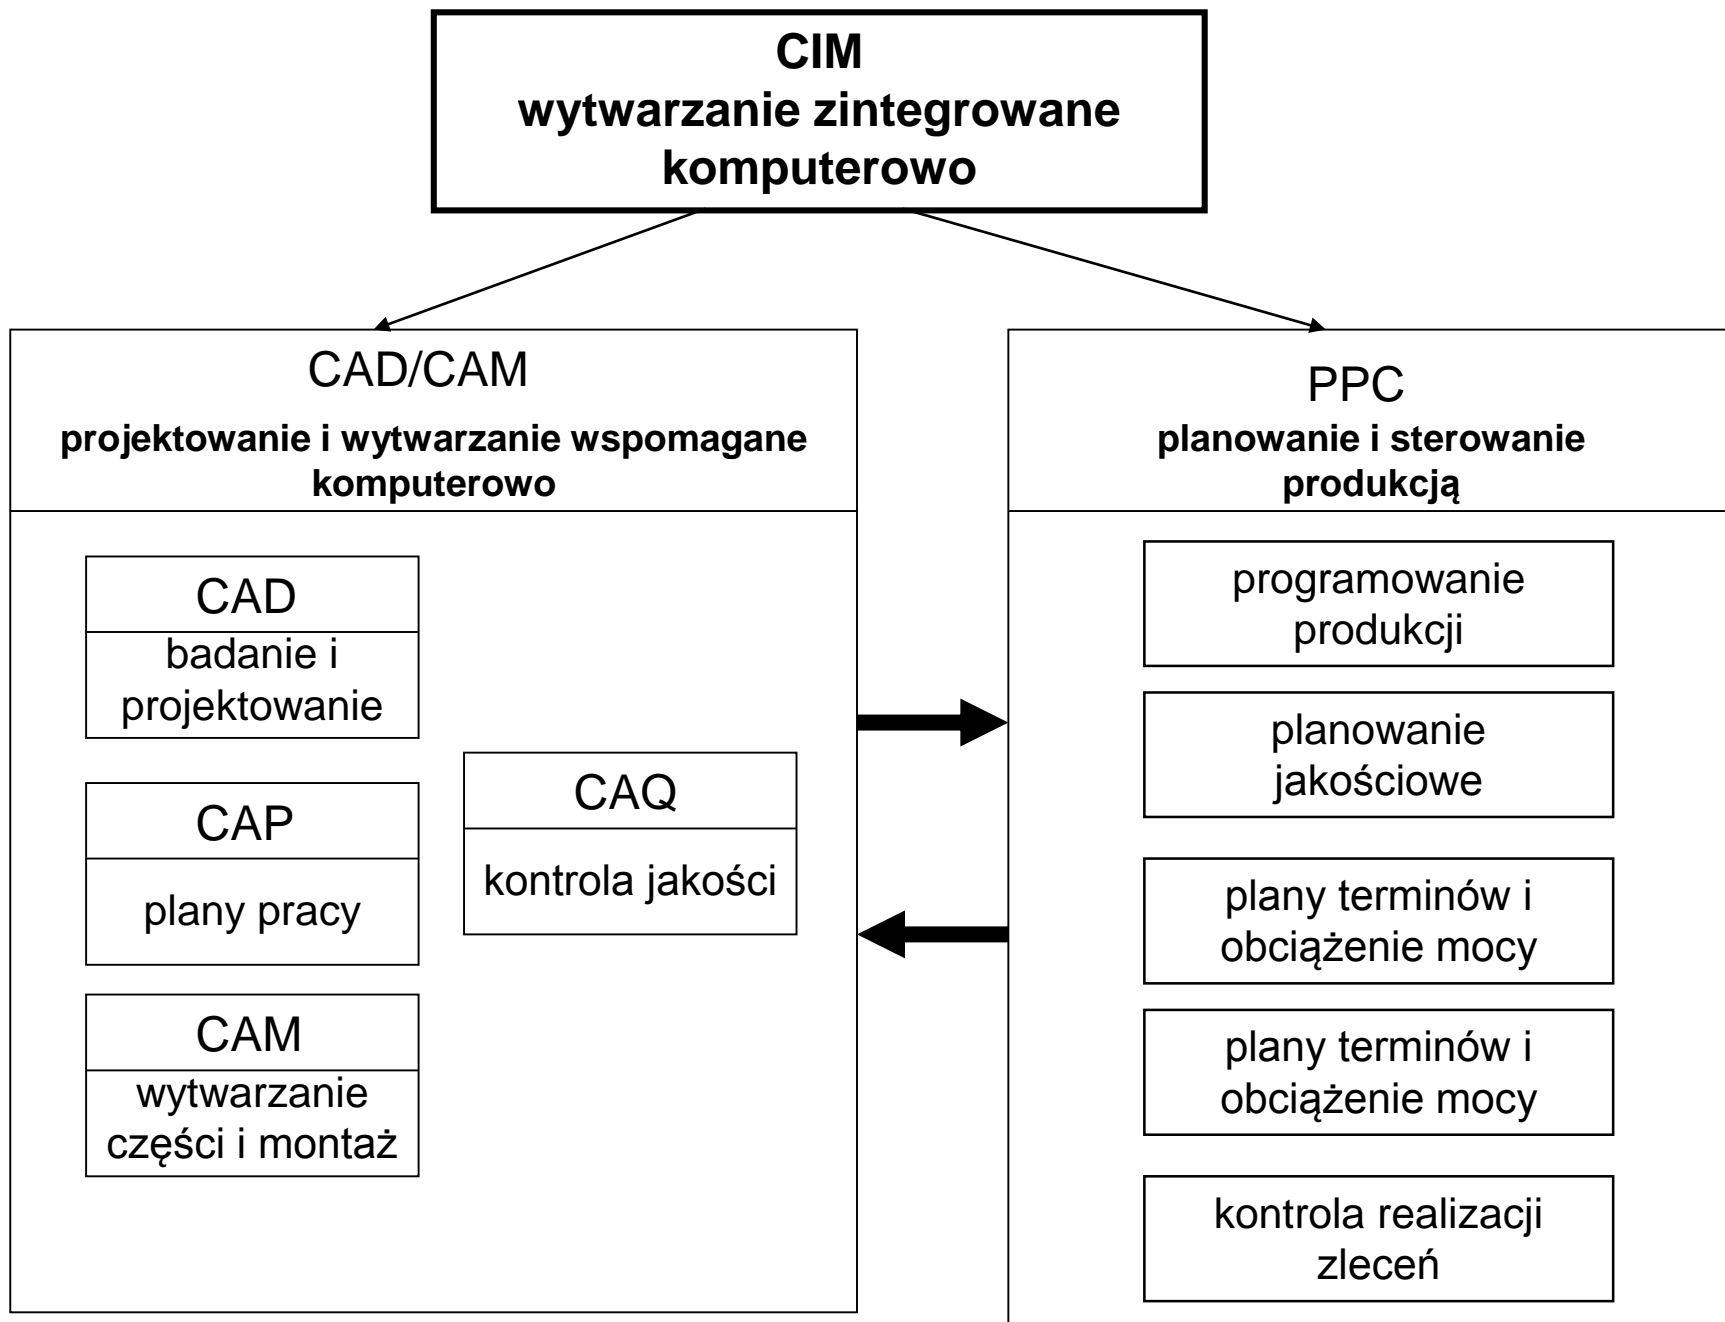 CIM
wytwarzanie zintegrowane
komputerowo
CAD/CAM
projektowanie i wytwarzanie wspomagane
komputerowo
CAD
badanie i
projektowanie
CAP
plany pracy
CAM
wytwarzanie
części i montaż
CAQ
kontrola jakości
PPC
planowanie i sterowanie
produkcją
programowanie
produkcji
planowanie
jakościowe
plany terminów i
obciążenie mocy
plany terminów i
obciążenie mocy
kontrola realizacji
zleceń